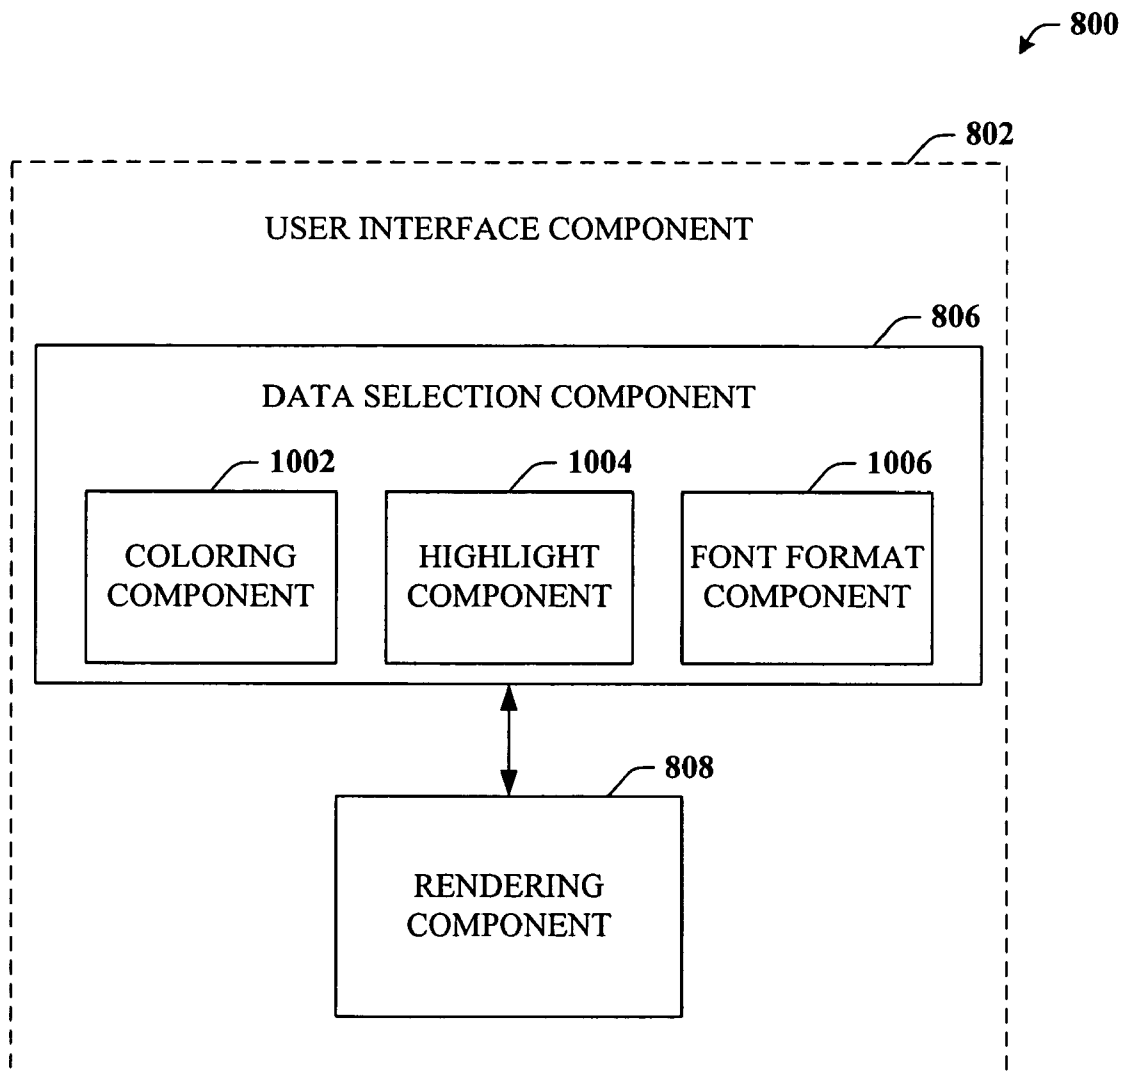 800
802
USER INTERFACE COMPONENT
806
DATA SELECTION COMPONENT
1002
1004
1006
COLORING
COMPONENT
HIGHLIGHT
COMPONENT
FONT FORMAT
COMPONENT
808
RENDERING
COMPONENT